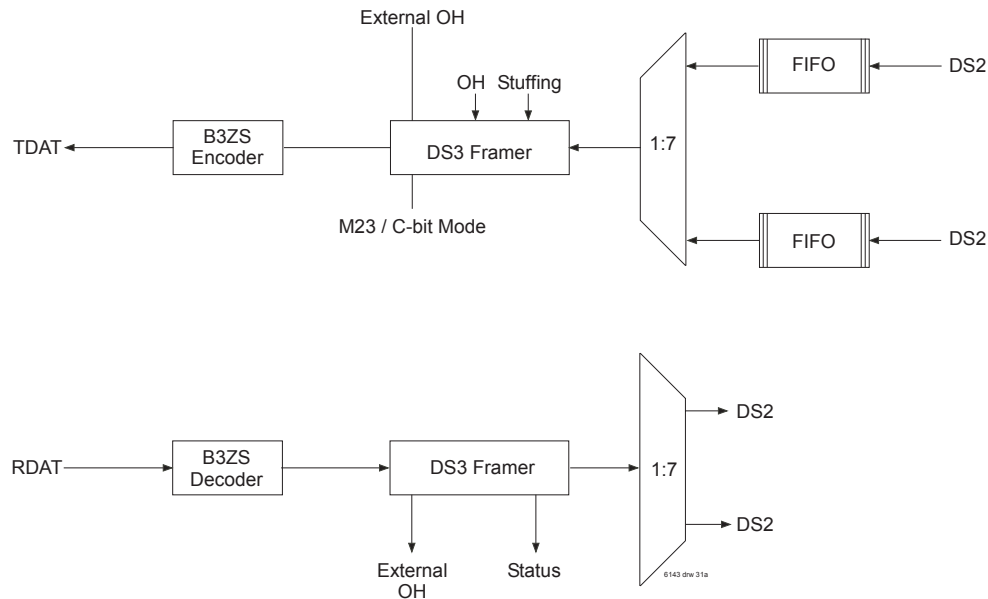 External OH
OH Stuffing
FIFO
DS2
TDAT
B3ZS
Encoder
DS3 Framer
1:7
M23 / C-bit Mode
FIFO
DS2
DS2
RDAT
B3ZS
Decoder
DS3 Framer
1:7
DS2
External
OH
Status
6143 drw 31a